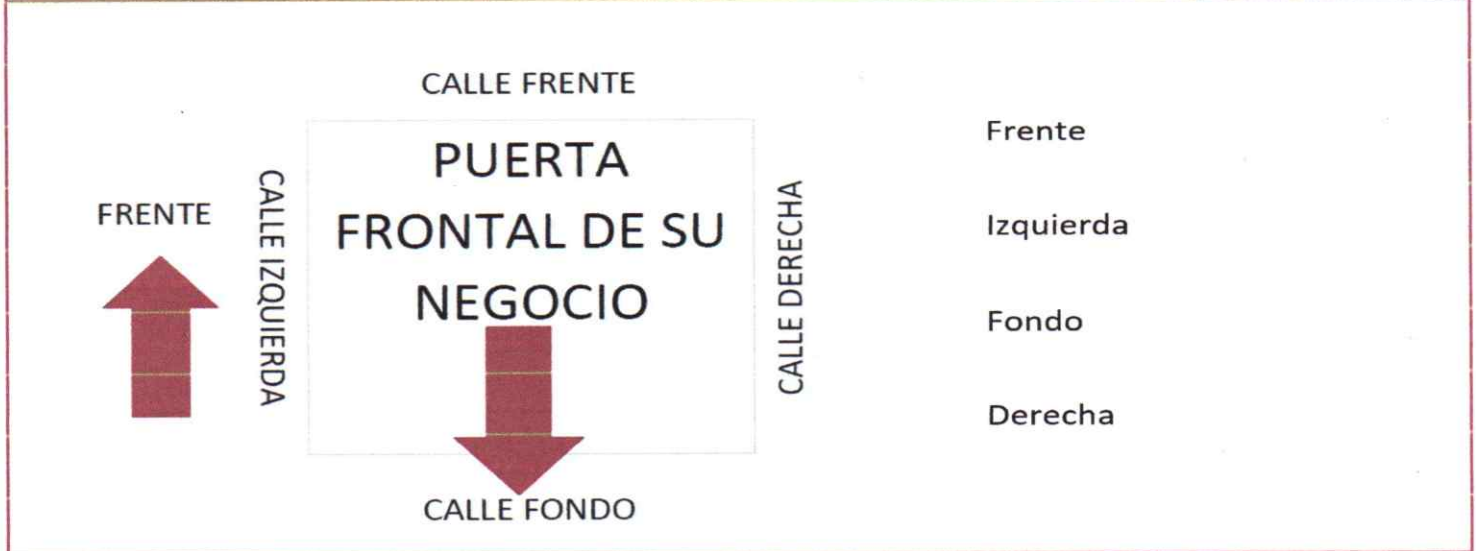 CALLE FRENTE
PUERTA
FRONTAL DE SU
NEGOCIO
FRENTE
CALLE IZQUIERDA
CALLE DERECHA
CALLE FONDO
Frente
Izquierda
Fondo
Derecha